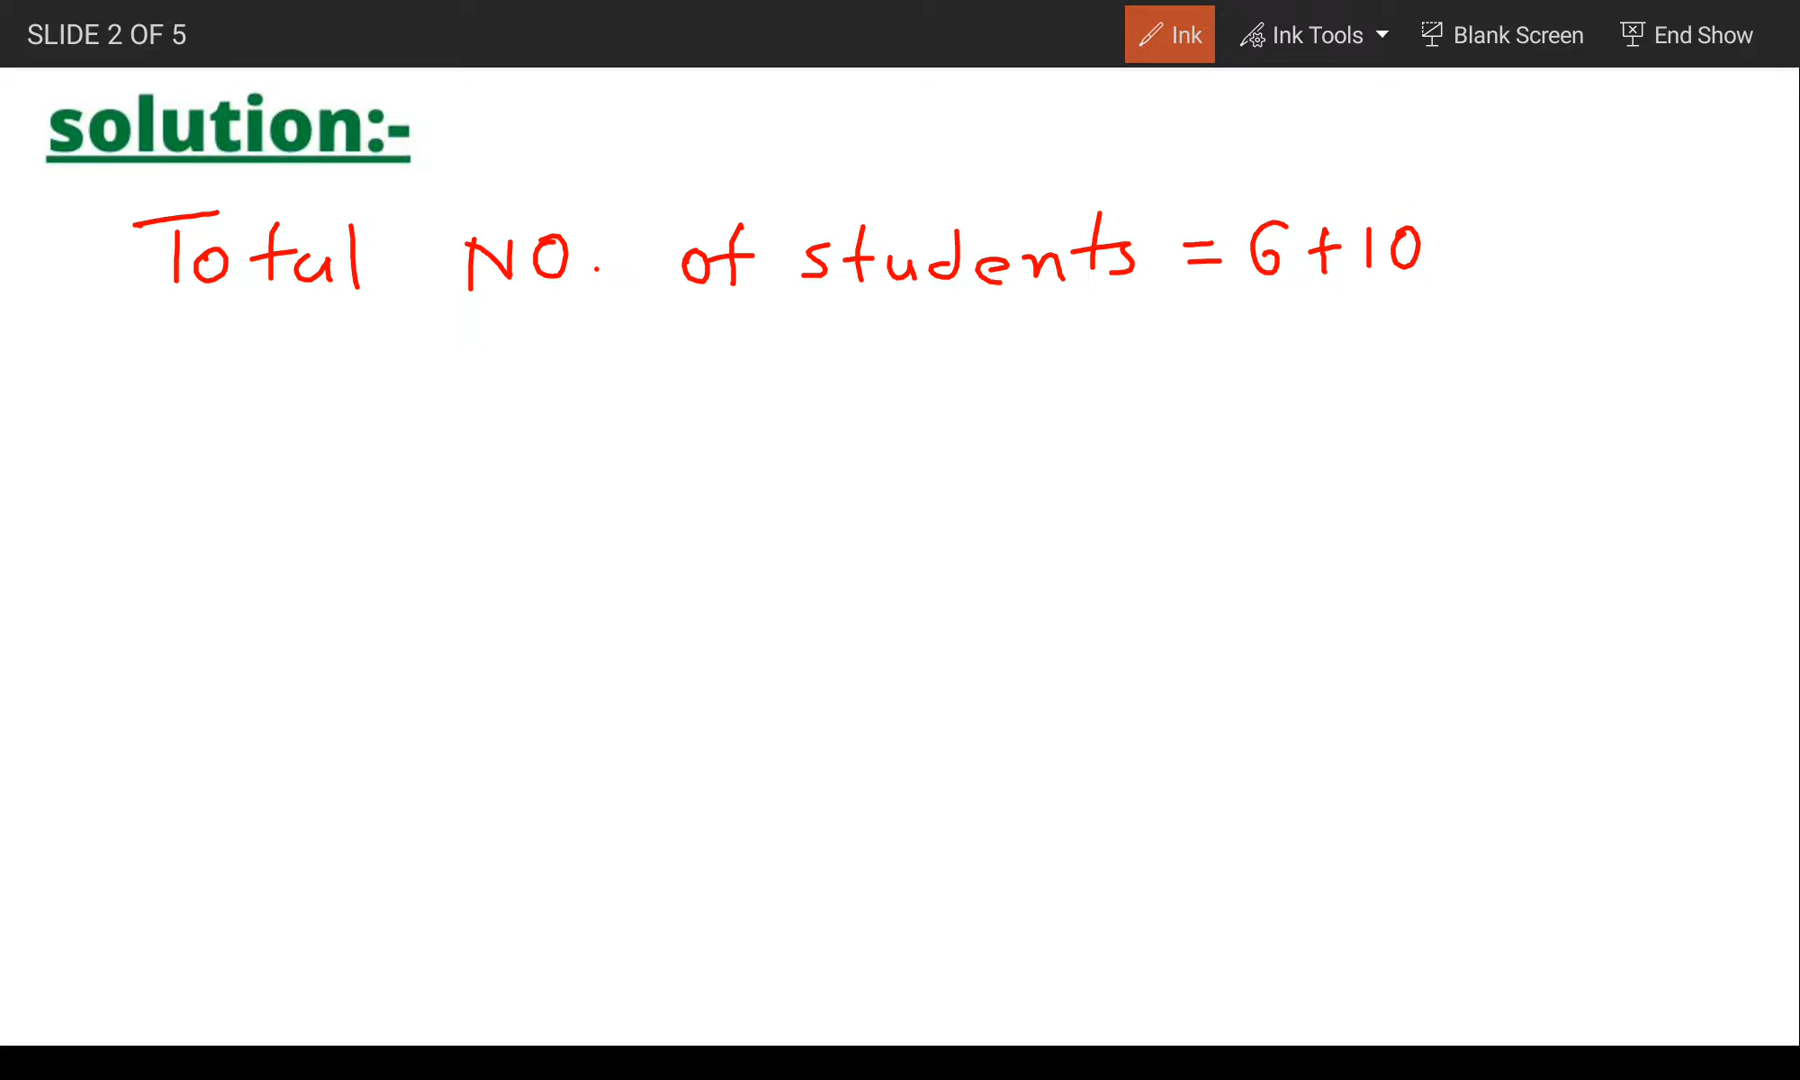 SLIDE 2 OF 5 Ink Ink Tools Blank Screen End Show
solution:-
Total NO. of students = 6+10